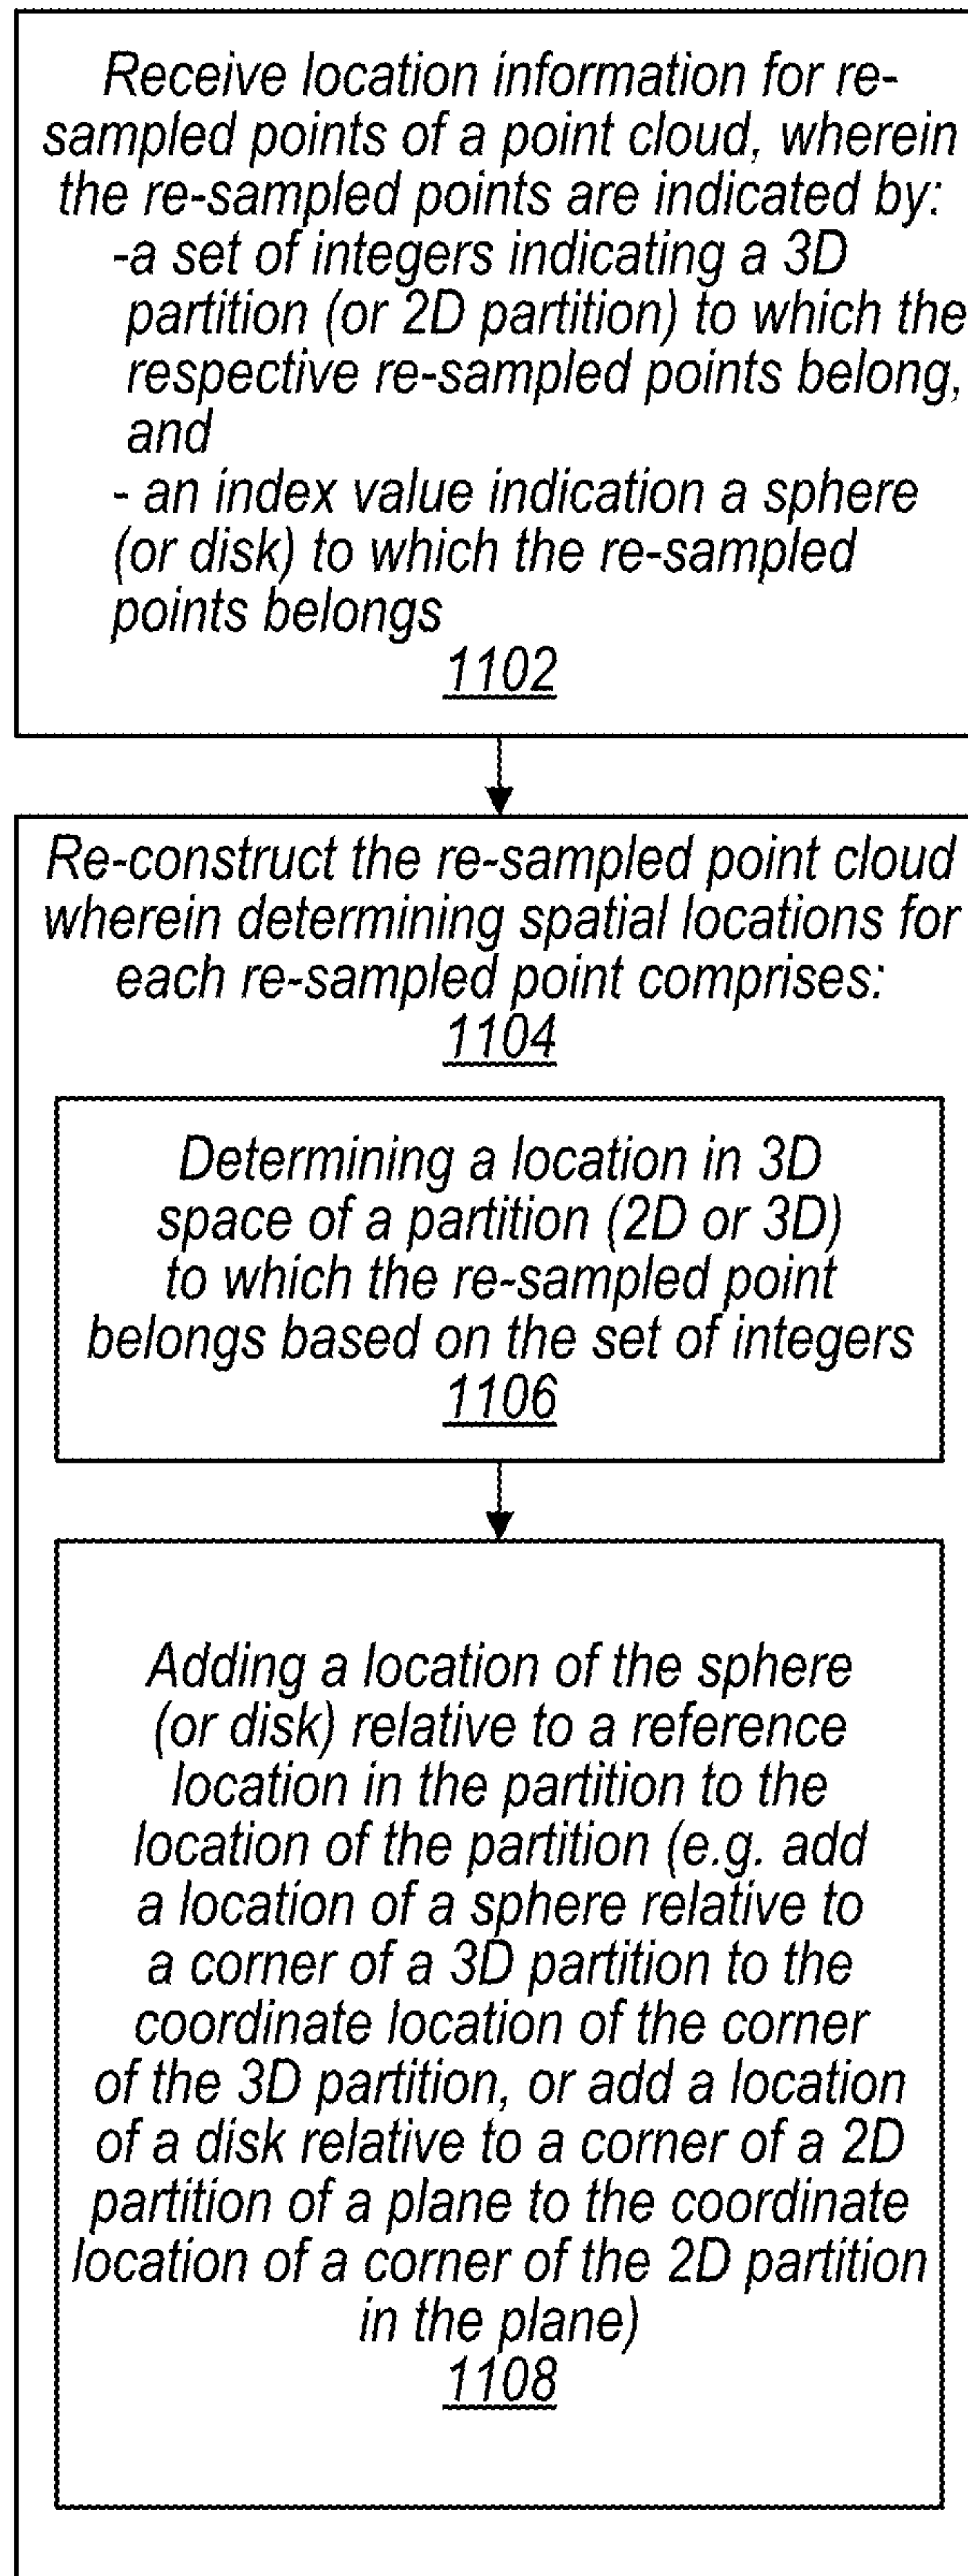 Receive location information for re-
sampled points of a point cloud, wherein
the re-sampled points are indicated by:
-a set of integers indicating a 3D
partition (or 2D partition) to which the
respective re-sampled points belong,
and
- an index value indication a sphere
(or disk) to which the re-sampled
points belongs
1102
Re-construct the re-sampled point cloud
wherein determining spatial locations for
each re-sampled point comprises:
1104
Determining a location in 3D
space of a partition (2D or 3D)
to which the re-sampled point
belongs based on the set of integers
1106
Adding a location of the sphere
(or disk) relative to a reference
location in the partition to the
location of the partition (e.g. add
a location of a sphere relative to
a corner of a 3D partition to the
coordinate location of the corner
of the 3D partition, or add a location
of a disk relative to a corner of a 2D
partition of a plane to the coordinate
location of a corner of the 2D partition
in the plane)
1108